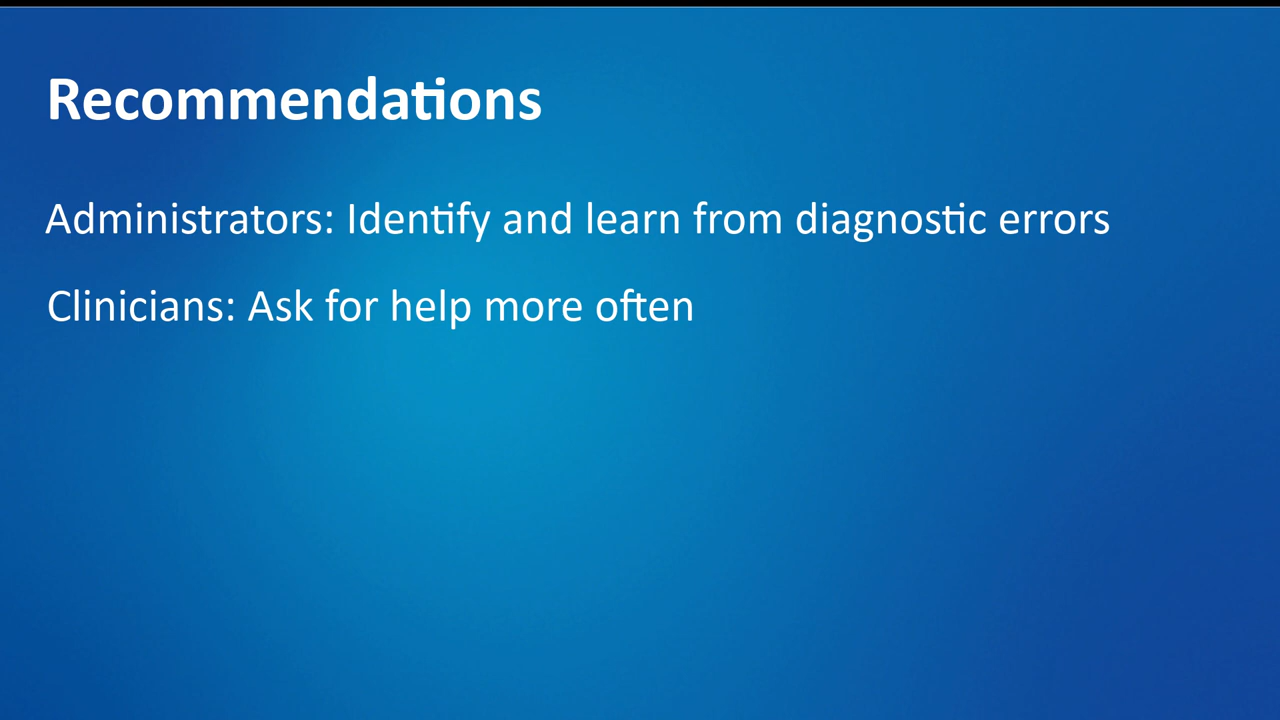 Recommendations
Administrators: Identify and learn from diagnostic errors
Clinicians: Ask for help more often